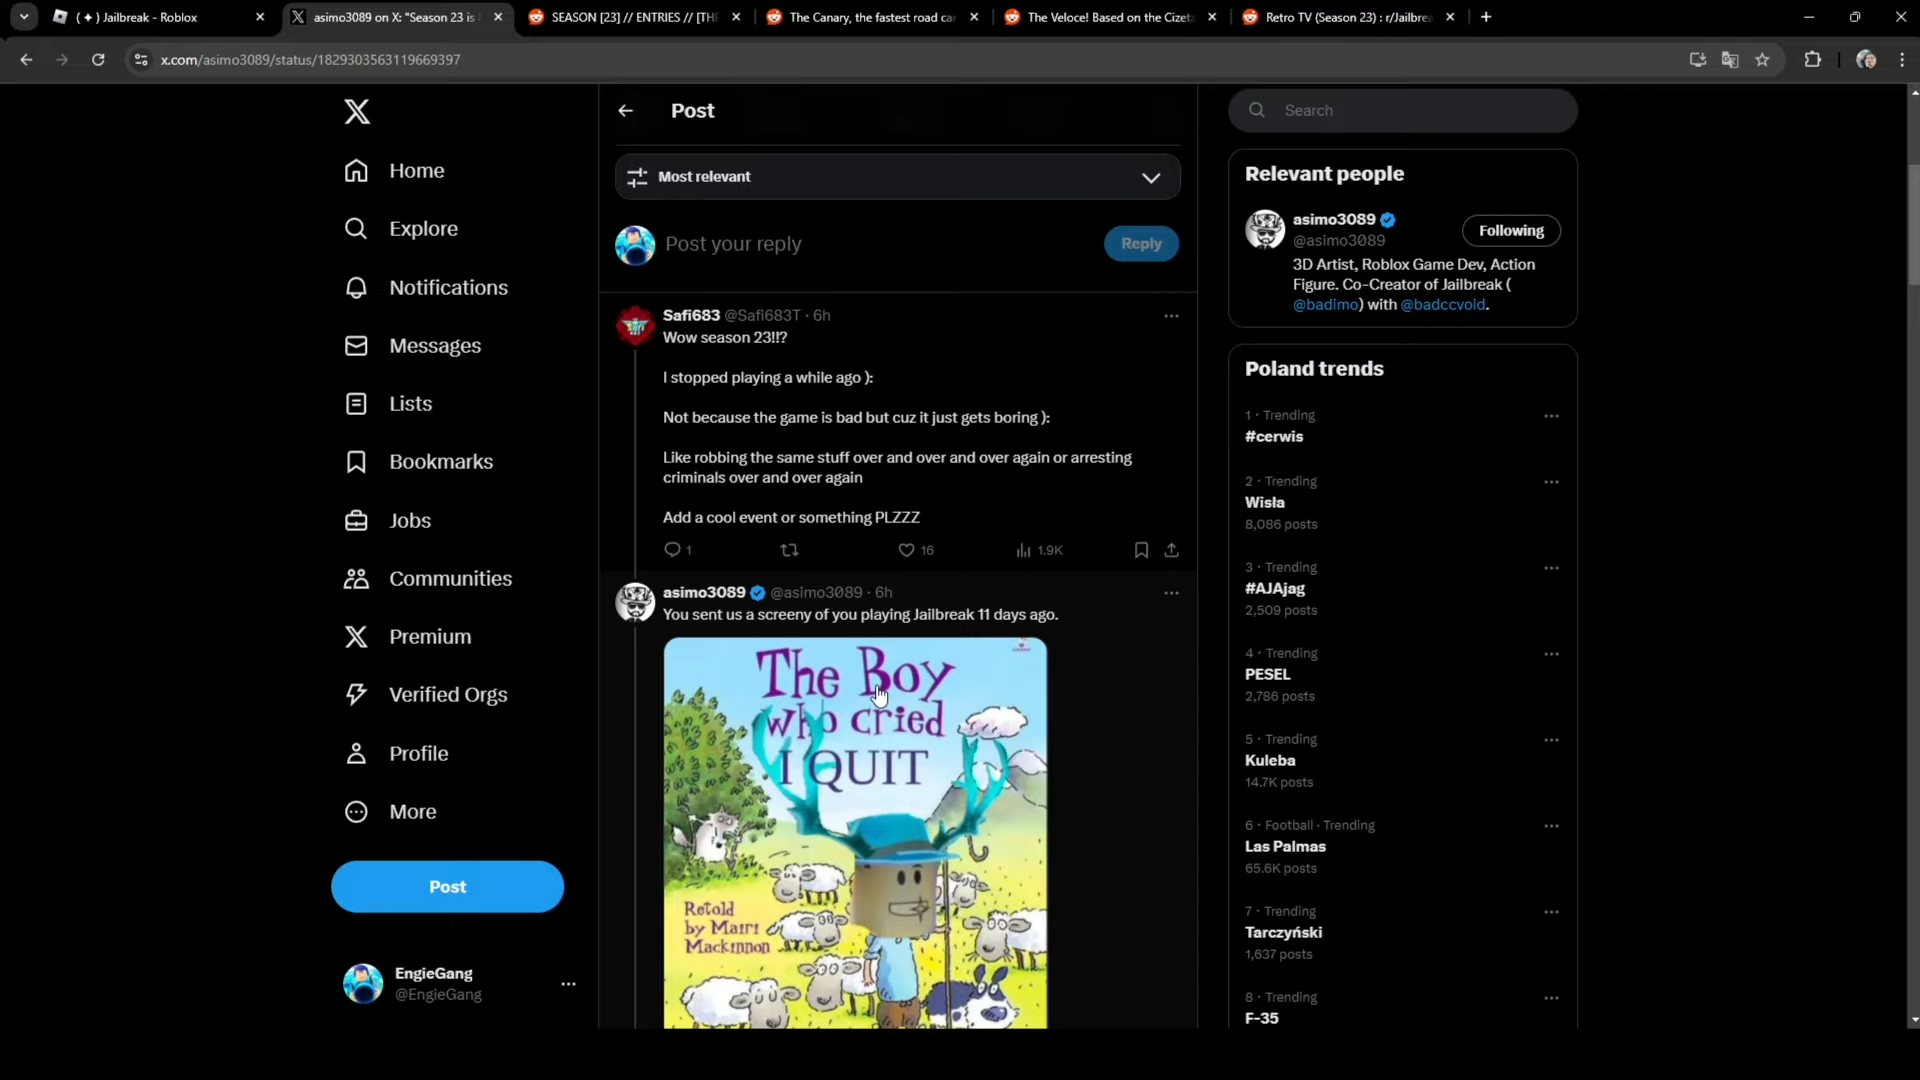 ( ✦ ) Jailbreak - Roblox
asimo3089 on X: "Season 23 is
SEASON [23] // ENTRIES // [TH
The Canary, the fastest road ca
The Veloce! Based on the Cizeta
Retro TV (Season 23) : r/Jailbre
x.com/asimo3089/status/1829303563119669397
Home
Explore
Notifications
Messages
Lists
Bookmarks
Jobs
Communities
Premium
Verified Orgs
Profile
More
Post
EngieGang
@EngieGang
Post
Most relevant
Post your reply
Reply
Safi683 @Safi683T · 6h
Wow season 23!!?
I stopped playing a while ago ):
Not because the game is bad but cuz it just gets boring ):
Like robbing the same stuff over and over and over again or arresting
criminals over and over again
Add a cool event or something PLZZZ
1
16
1.9K
asimo3089 @asimo3089 · 6h
You sent us a screeny of you playing Jailbreak 11 days ago.
The Boy
who cried
I QUIT
Retold
by Mairi
Mackinnon
Search
Relevant people
asimo3089
@asimo3089
Following
3D Artist, Roblox Game Dev, Action
Figure. Co-Creator of Jailbreak (
@badimo) with @badccvoid.
Poland trends
1 · Trending
#cerwis
2 · Trending
Wisla
8,086 posts
3 · Trending
#AJAjag
2,509 posts
4 · Trending
PESEL
2,786 posts
5 · Trending
Kuleba
14.7K posts
6 · Football · Trending
Las Palmas
65.6K posts
7 · Trending
Tarczyński
1,637 posts
8 · Trending
F-35